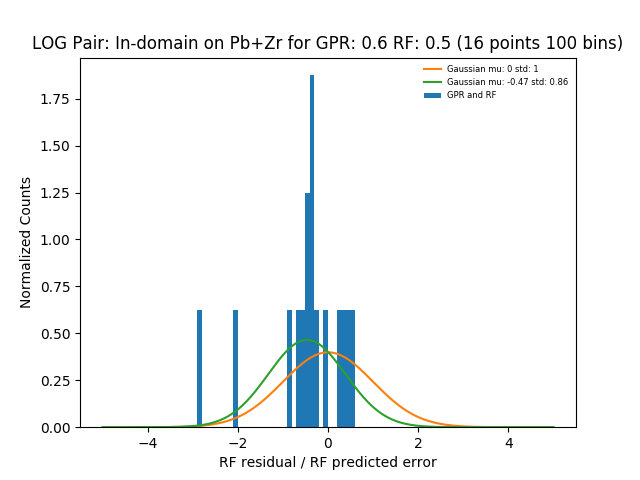 LOG Pair: In-domain on Pb+Zr for GPR: 0.6 RF: 0.5 (16 points 100 bins)
Gaussian mu: 0 std: 1
Gaussian mu: -0.47 std: 0.86
GPR and RF
Normalized Counts
1.75
1.50
1.25
1.00
0.75
0.50
0.25
0.00
−4 −2 0 2 4
RF residual / RF predicted error